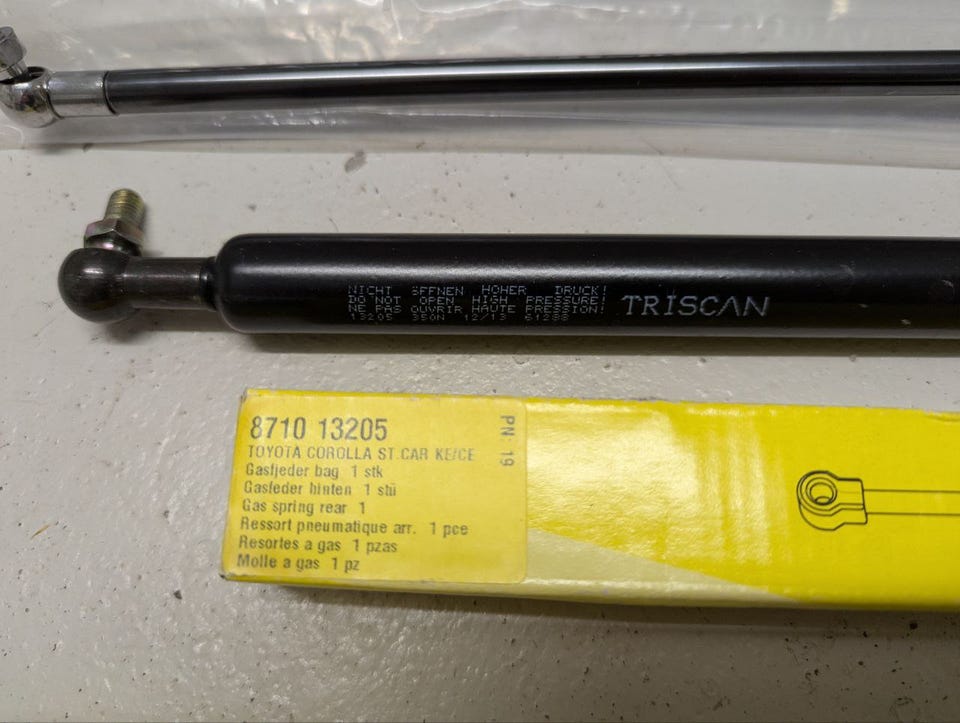 NICHT ÖFFNEN HOHER DRUCK!
DO NOT OPEN HIGH PRESSURE!
NE PAS OUVRIR HAUTE PRESSION!
13205 350N 12/13 61288
TRISCAN
8710 13205
TOYOTA COROLLA ST.CAR KE/CE
Gasfjeder bag 1 stk
Gasfeder hinten 1 stü
Gas spring rear 1
Ressort pneumatique arr. 1 pce
Resortes a gas 1 pzas
Molle a gas 1 pz
PN: 19